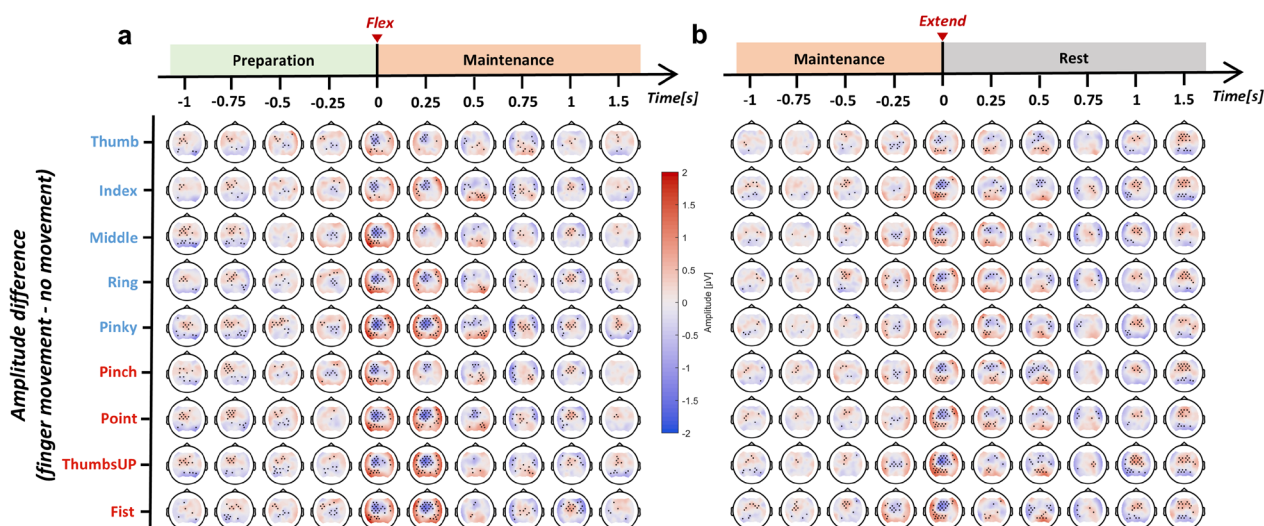 a
Flex
Preparation
Maintenance
-1 -0.75 -0.5 -0.25 0 0.25 0.5 0.75 1 1.5
Time[s]
b
Extend
Maintenance
Rest
-1 -0.75 -0.5 -0.25 0 0.25 0.5 0.75 1 1.5
Time[s]
Amplitude difference
(finger movement - no movement)
Thumb
Index
Middle
Ring
Pinky
Pinch
Point
ThumbsUP
Fist
2
1.5
1
0.5
0
-0.5
-1
-1.5
-2
Amplitude [µV]